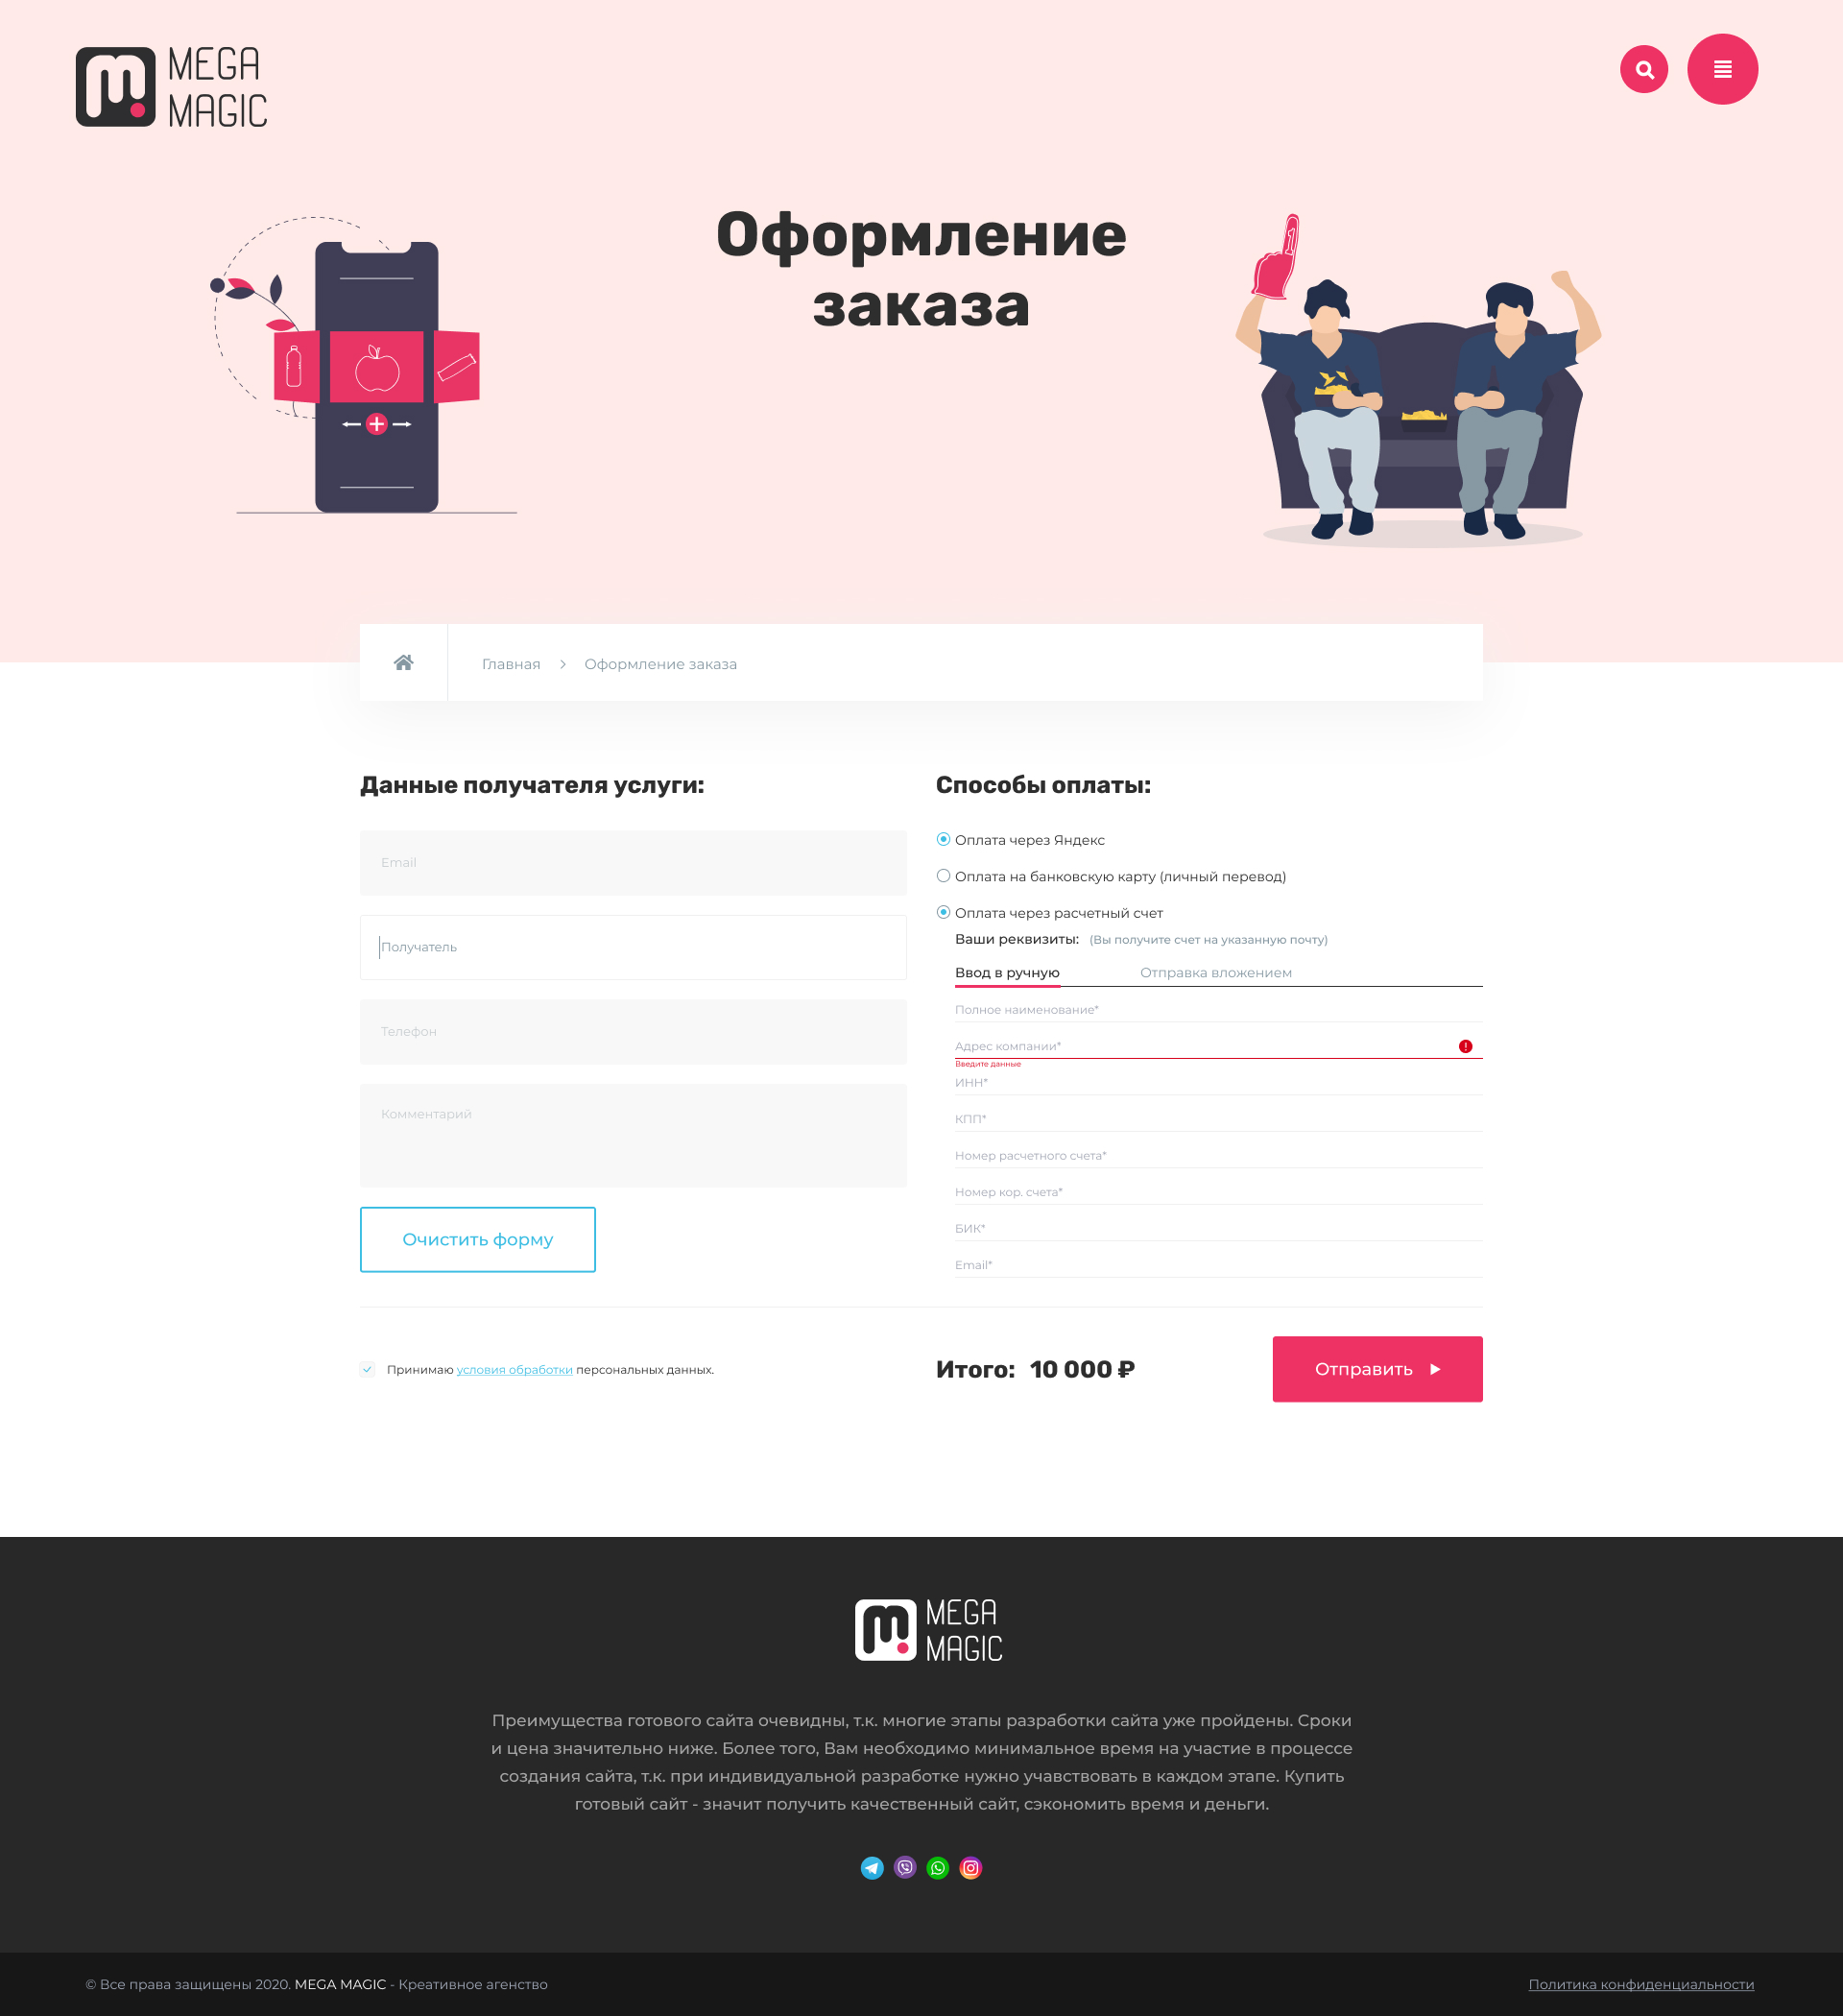 MEGA
MAGIC
Оформление
заказа
Главная
Оформление заказа
Данные получателя услуги:
Email
Получатель
Телефон
Комментарий
Очистить форму
Способы оплаты:
Оплата через Яндекс
Оплата на банковскую карту (личный перевод)
Оплата через расчетный счет
Ваши реквизиты: (Вы получите счет на указанную почту)
Ввод в ручную
Отправка вложением
Полное наименование*
Адрес компании*
Введите данные
ИНН*
КПП*
Номер расчетного счета*
Номер кор. счета*
БИК*
Email*
Принимаю условия обработки персональных данных.
Итого: 10 000 ₽
Отправить
MEGA
MAGIC
Преимущества готового сайта очевидны, т.к. многие этапы разработки сайта уже пройдены. Сроки
и цена значительно ниже. Более того, Вам необходимо минимальное время на участие в процессе
создания сайта, т.к. при индивидуальной разработке нужно учавствовать в каждом этапе. Купить
готовый сайт - значит получить качественный сайт, сэкономить время и деньги.
© Все права защищены 2020. MEGA MAGIC - Креативное агенство
Политика конфиденциальности